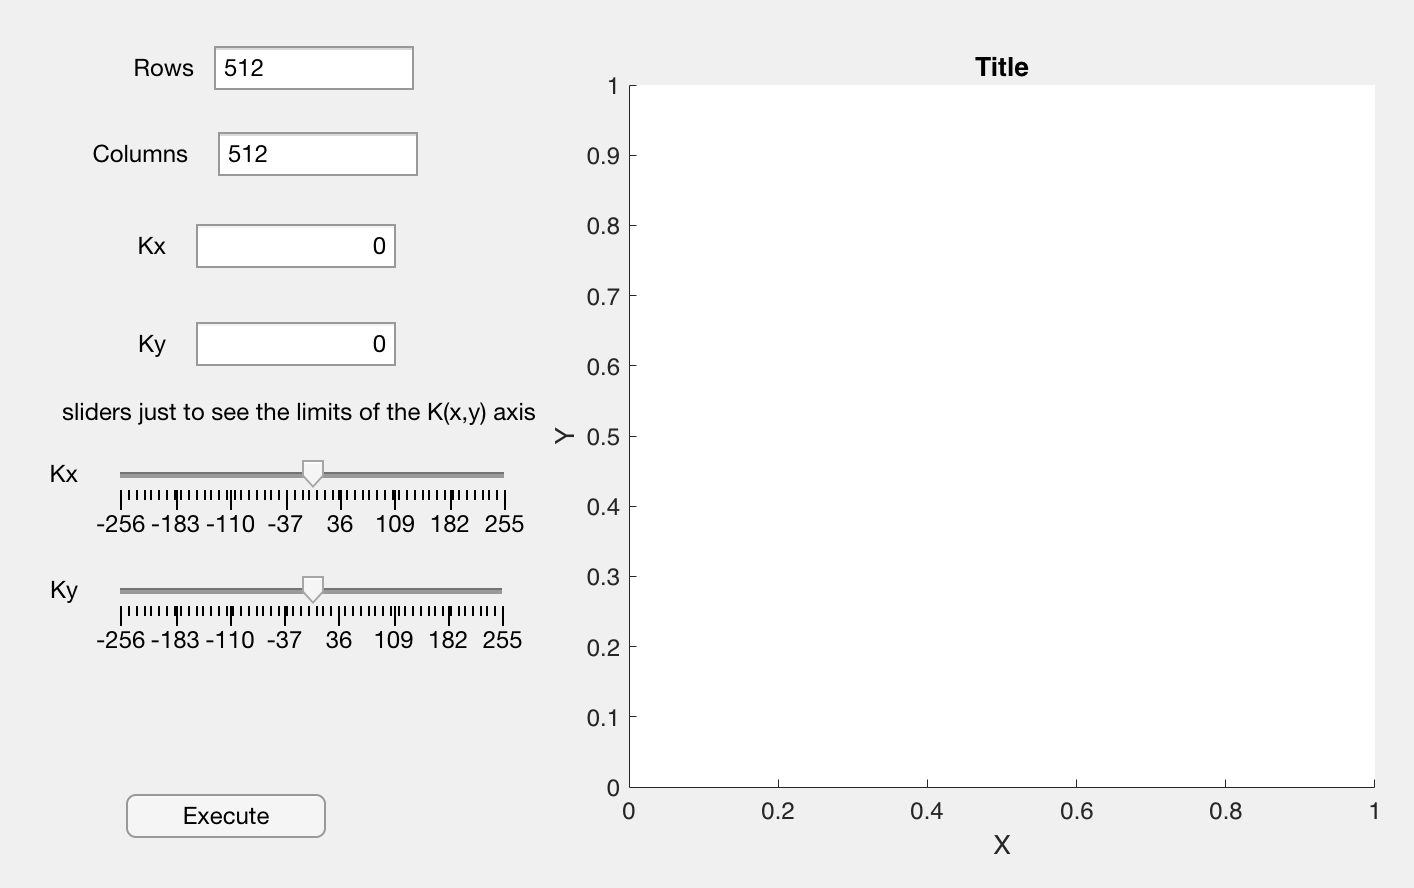 Rows 512
Columns 512
Kx 0
Ky 0
sliders just to see the limits of the K(x,y) axis
Kx
-256 -183 -110 -37 36 109 182 255
Ky
-256 -183 -110 -37 36 109 182 255
Execute
Title
1
0.9
0.8
0.7
0.6
0.5
0.4
0.3
0.2
0.1
0
Y
0 0.2 0.4 0.6 0.8 1
X